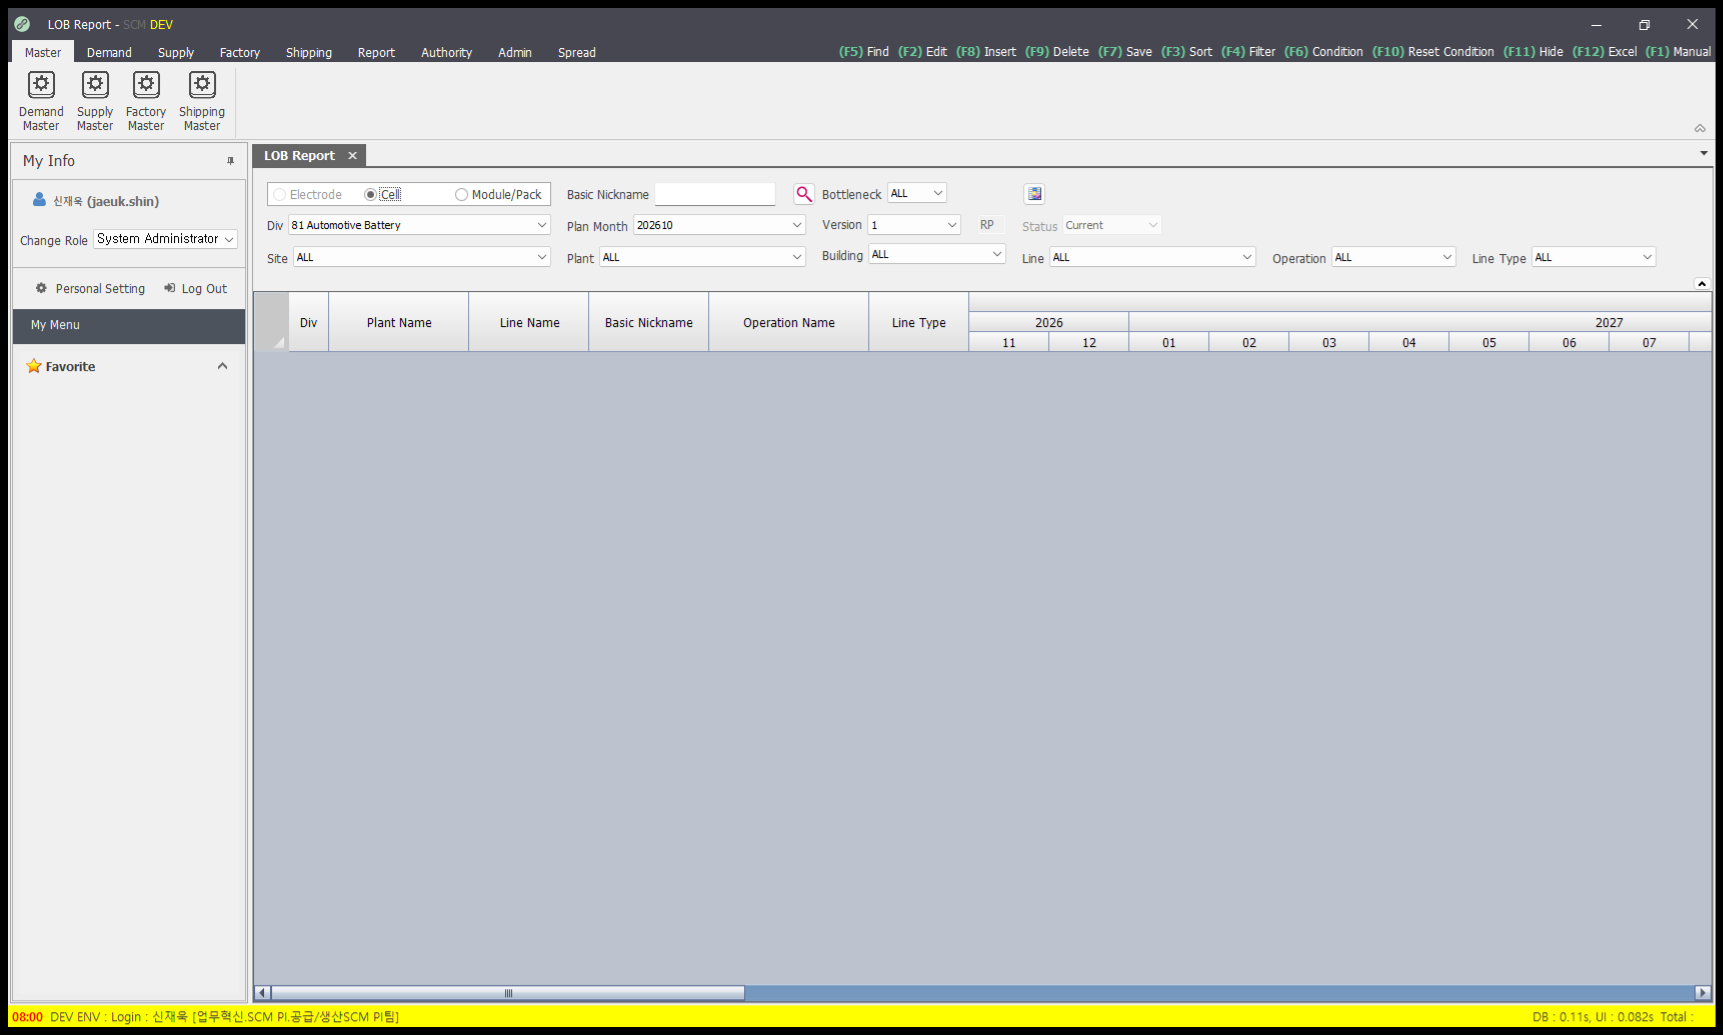 LOB Report - SCM DEV
Master Demand Supply Factory Shipping Report Authority Admin Spread
(F5) Find (F2) Edit (F8) Insert (F9) Delete (F7) Save (F3) Sort (F4) Filter (F6) Condition (F10) Reset Condition (F11) Hide (F12) Excel (F1) Manual
Demand Master
Supply Master
Factory Master
Shipping Master
My Info
신재욱 (jaeuk.shin)
Change Role System Administrator
Personal Setting Log Out
My Menu
Favorite
LOB Report
Electrode Cell Module/Pack Basic Nickname Bottleneck ALL
Div 81 Automotive Battery Plan Month 202610 Version 1 RP Status Current
Site ALL Plant ALL Building ALL Line ALL Operation ALL Line Type ALL
Div Plant Name Line Name Basic Nickname Operation Name Line Type
2026 2027
11 12 01 02 03 04 05 06 07
08:00 DEV ENV : Login : 신재욱 [업무혁신.SCM PI.공급/생산SCM PI팀]
DB : 0.11s, UI : 0.082s Total :